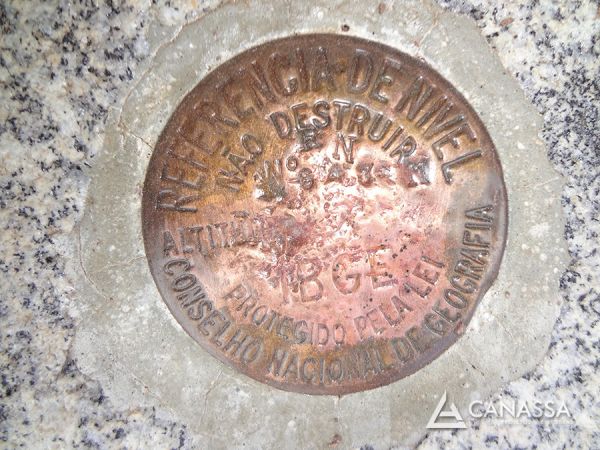 REFERENCIA DE NIVEL
NÃO DESTRUIR
Nº
ALTITUDE
IBGE
PROTEGIDO PELA LEI
CONSELHO NACIONAL DE GEOGRAFIA
CANASSA